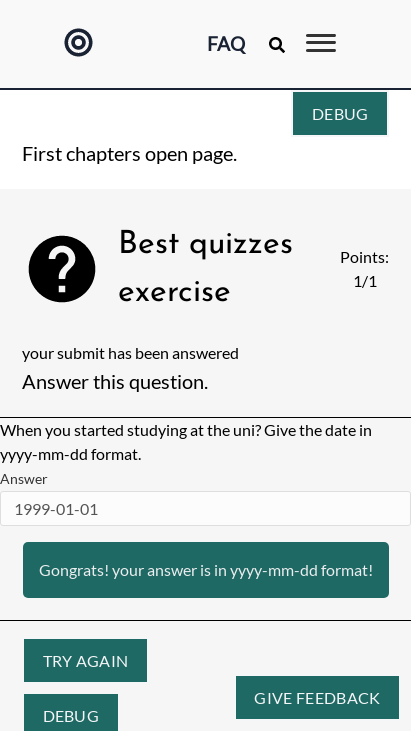 FAQ
DEBUG
First chapters open page.
Best quizzes
exercise
Points:
1/1
your submit has been answered
Answer this question.
When you started studying at the uni? Give the date in
yyyy-mm-dd format.
Answer
1999-01-01
Gongrats! your answer is in yyyy-mm-dd format!
TRY AGAIN
GIVE FEEDBACK
DEBUG